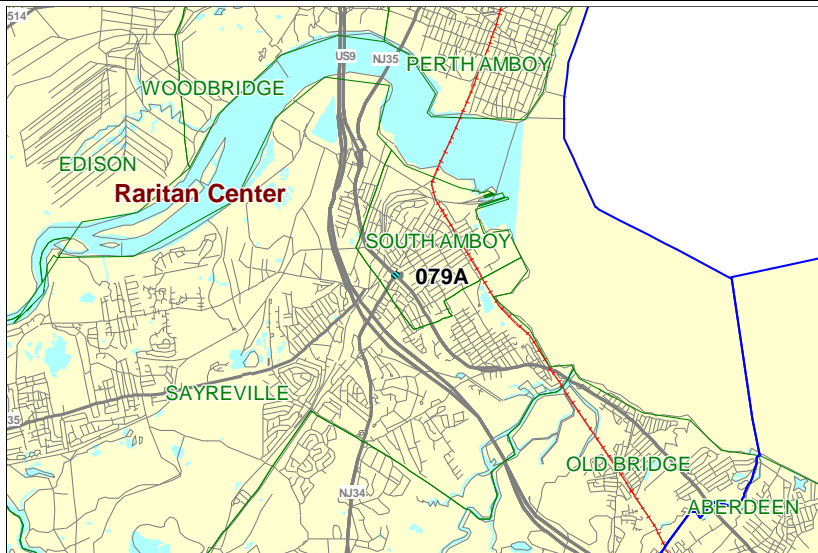 514
US9
NJ35
PERTH AMBOY
WOODBRIDGE
EDISON
Raritan Center
SOUTH AMBOY
079A
SAYREVILLE
35
OLD BRIDGE
NJ34
ABERDEEN